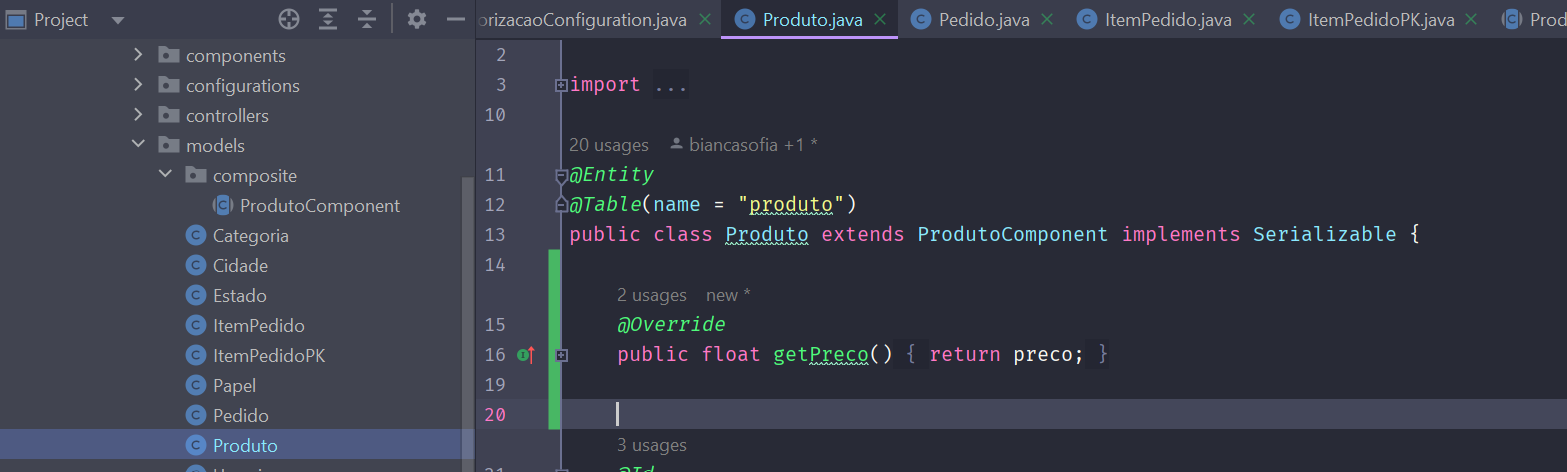 Project
orizacaoConfiguration.java
Produto.java
Pedido.java
ItemPedido.java
ItemPedidoPK.java
Prod
components
configurations
controllers
models
composite
ProdutoComponent
Categoria
Cidade
Estado
ItemPedido
ItemPedidoPK
Papel
Pedido
Produto
2
3 import ...
10
20 usages biancasofia +1 *
11 @Entity
12 @Table(name = "produto")
13 public class Produto extends ProdutoComponent implements Serializable {
14
2 usages new *
15 @Override
16 public float getPreco() { return preco; }
19
20
3 usages
21 @Id